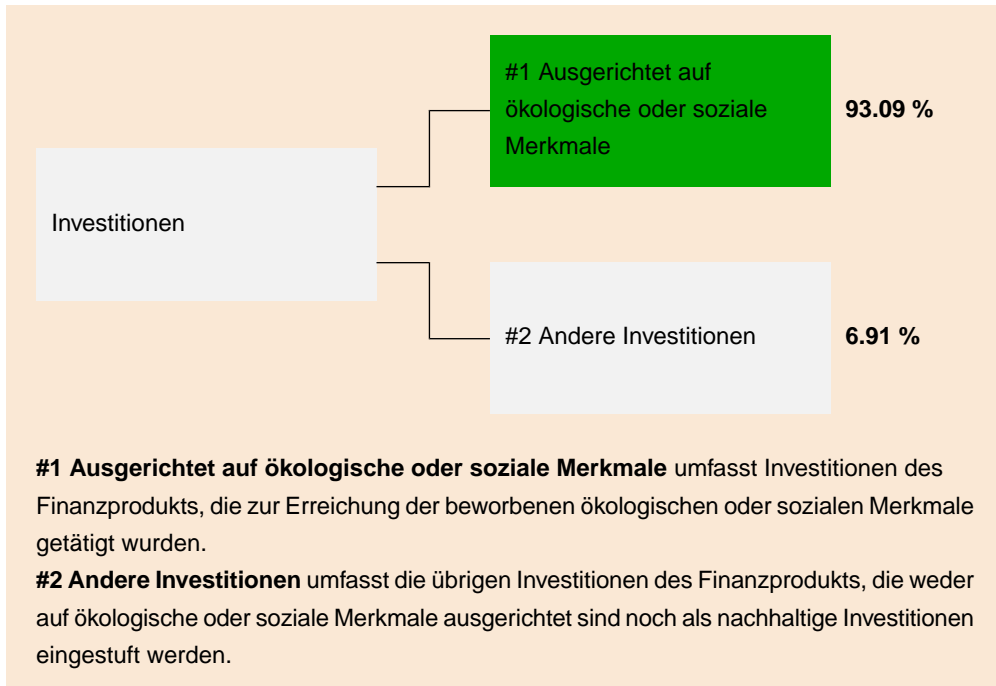 #1 Ausgerichtet auf
ökologische oder soziale
Merkmale
93.09 %
Investitionen
#2 Andere Investitionen
6.91 %
#1 Ausgerichtet auf ökologische oder soziale Merkmale umfasst Investitionen des
Finanzprodukts, die zur Erreichung der beworbenen ökologischen oder sozialen Merkmale
getätigt wurden.
#2 Andere Investitionen umfasst die übrigen Investitionen des Finanzprodukts, die weder
auf ökologische oder soziale Merkmale ausgerichtet sind noch als nachhaltige Investitionen
eingestuft werden.